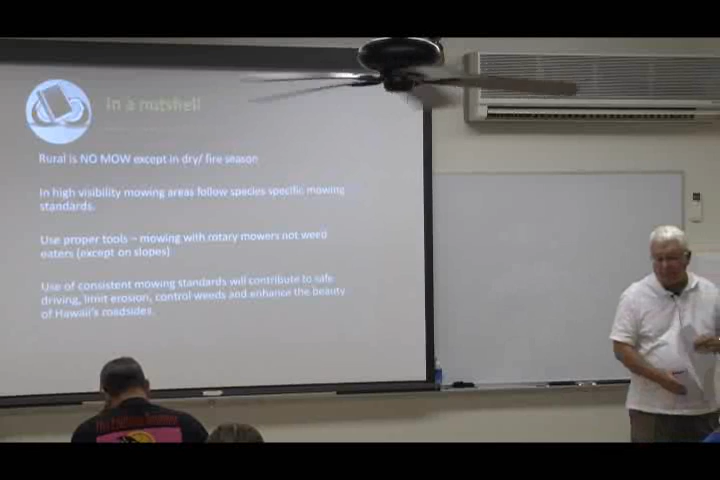 In a nutshell
Rural is NO MOW except in dry/ fire season
In high visibility mowing areas follow species specific mowing
standards.
Use proper tools – mowing with rotary mowers not weed
eaters (except on slopes)
Use of consistent mowing standards will contribute to safe
driving, limit erosion, control weeds and enhance the beauty
of Hawaii's roadsides.